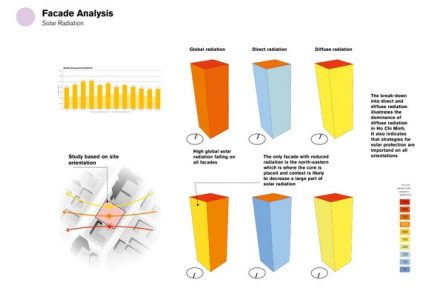 Facade Analysis
Solar Radiation
Global radiation
Direct radiation
Diffuse radiation
The break-down
into direct and
diffuse radiation
illustrates the
dominance of
diffuse radiation
in Ho Chi Minh.
It also indicates
that strategies for
solar protection are
importand on all
orientations
Study based on site
orientation
High global solar
radiation falling on
all facades
The only facade with reduced
radiation is the north-eastern
which is where the core is
placed and context is likely
to decrease a large part of
solar radiation